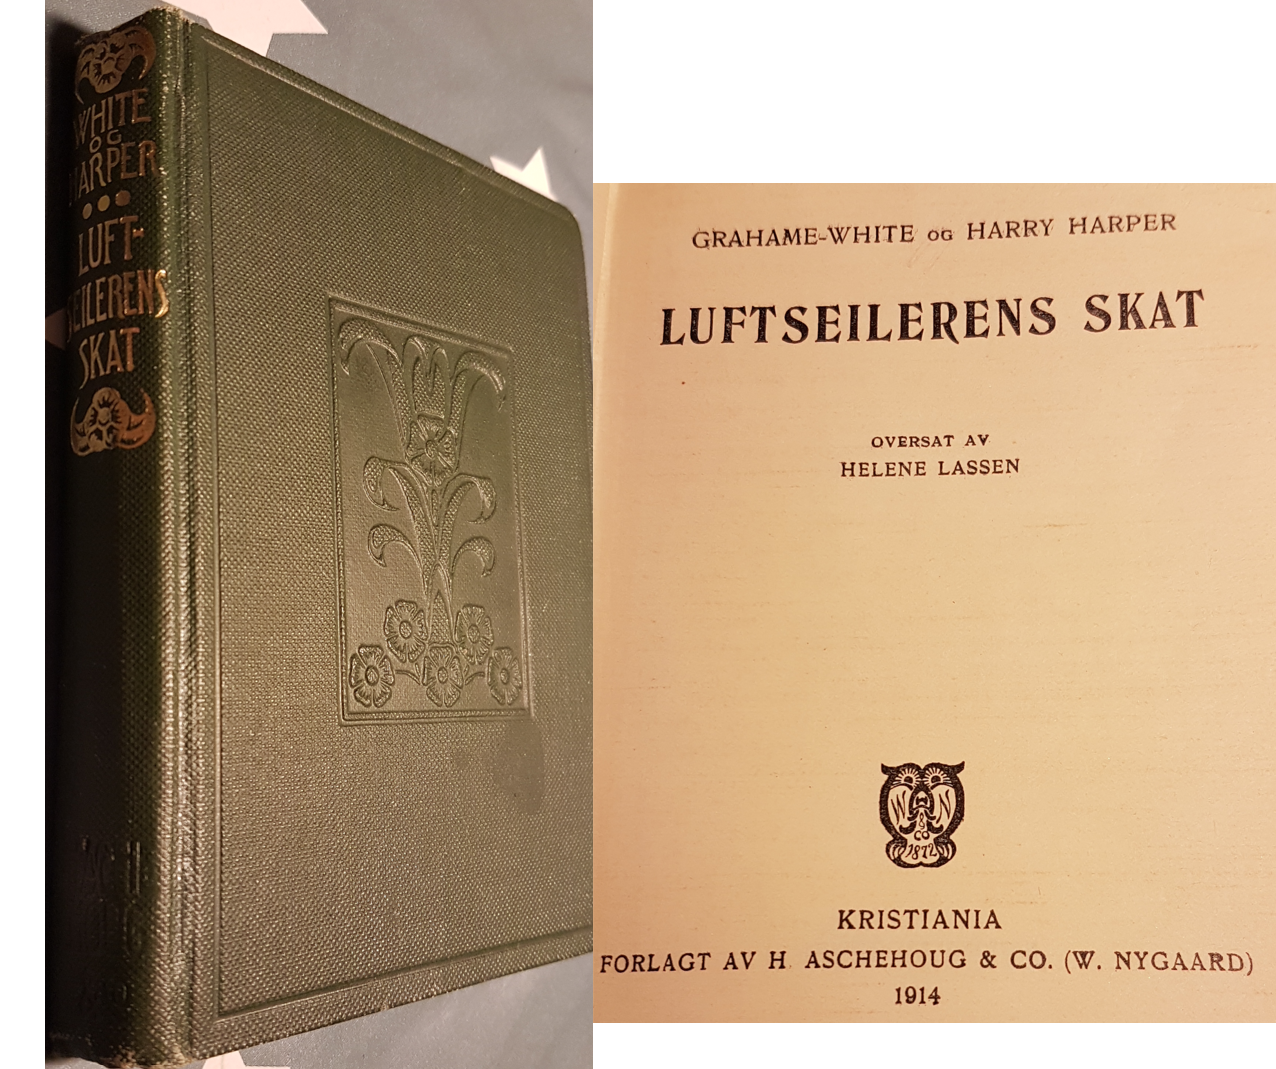 WHITE
OG
HARPER
LUFT-
SEILERENS
SKAT
GRAHAME-WHITE OG HARRY HARPER
LUFTSEILERENS SKAT
OVERSAT AV
HELENE LASSEN
W N
& CO
1872
KRISTIANIA
FORLAGT AV H. ASCHEHOUG & CO. (W. NYGAARD)
1914